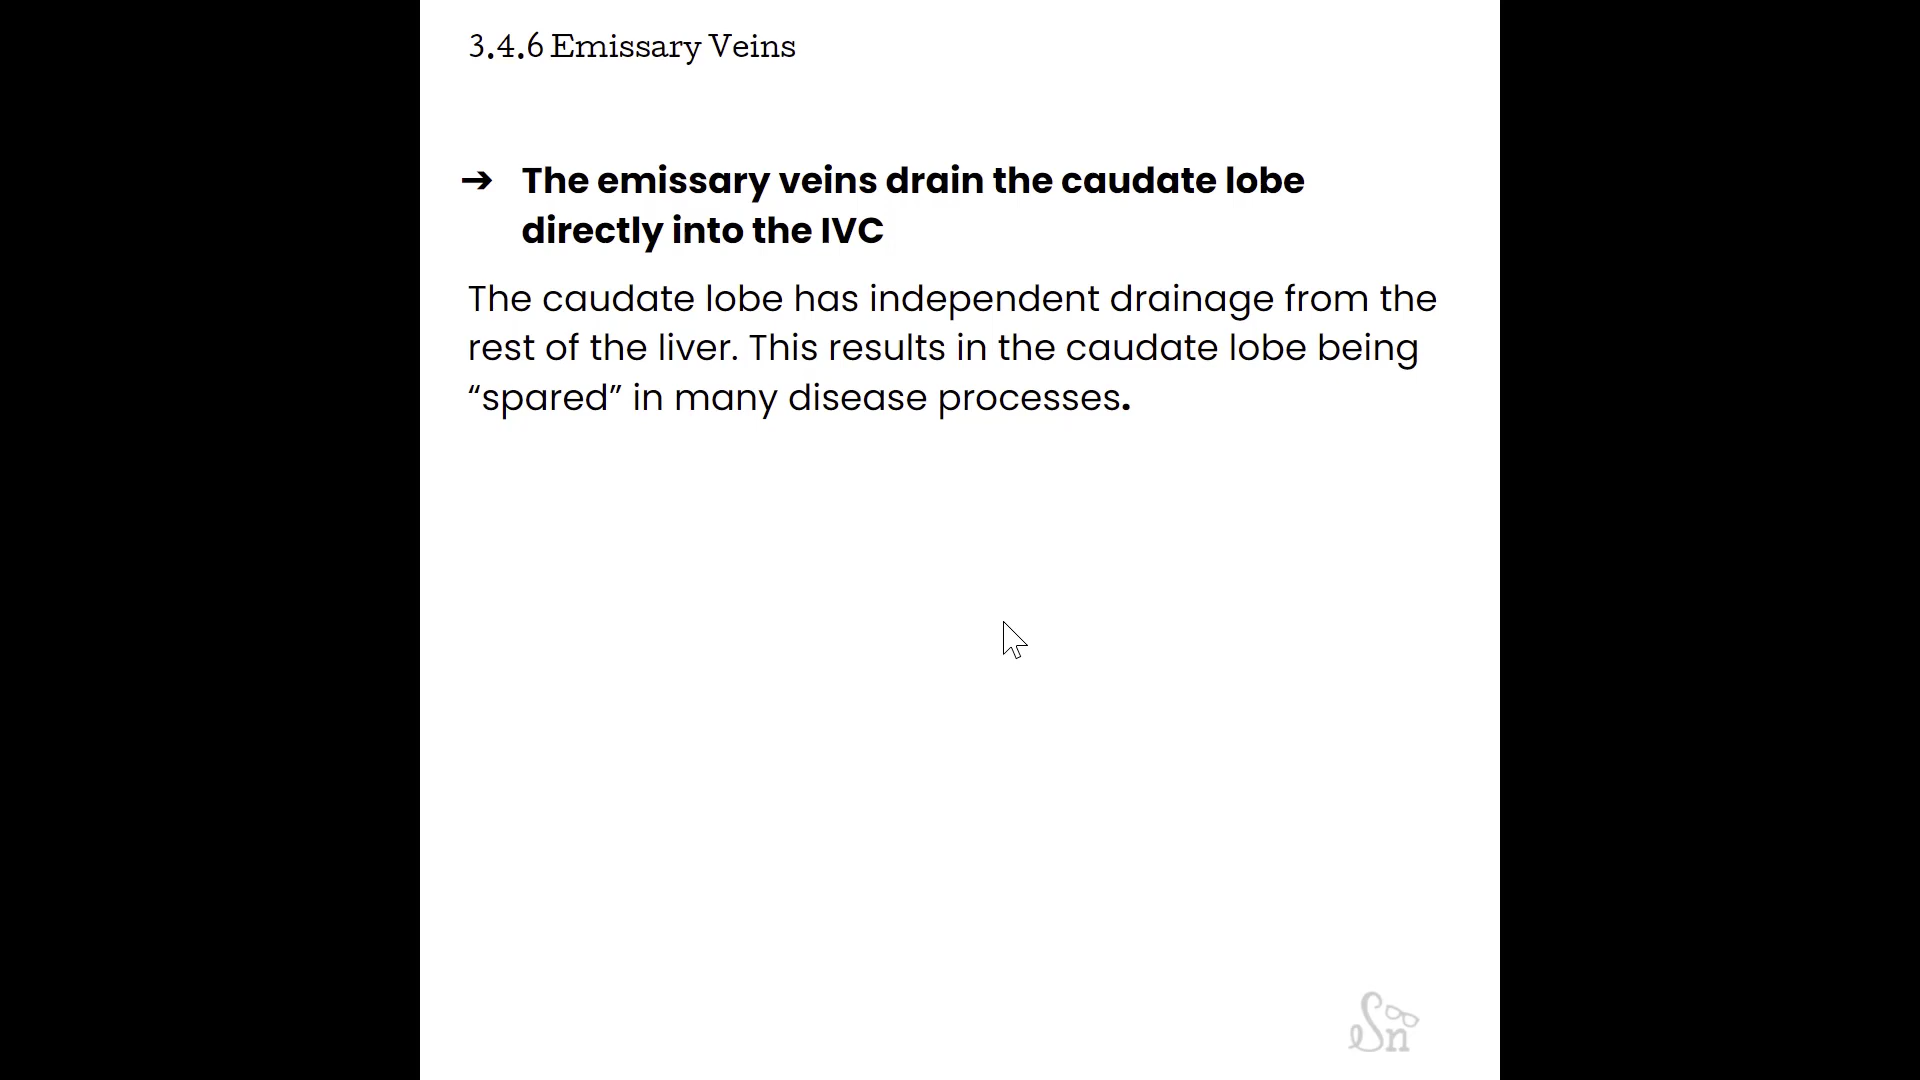 3.4.6 Emissary Veins
➔ The emissary veins drain the caudate lobe
directly into the IVC
The caudate lobe has independent drainage from the
rest of the liver. This results in the caudate lobe being
“spared” in many disease processes.
eSn